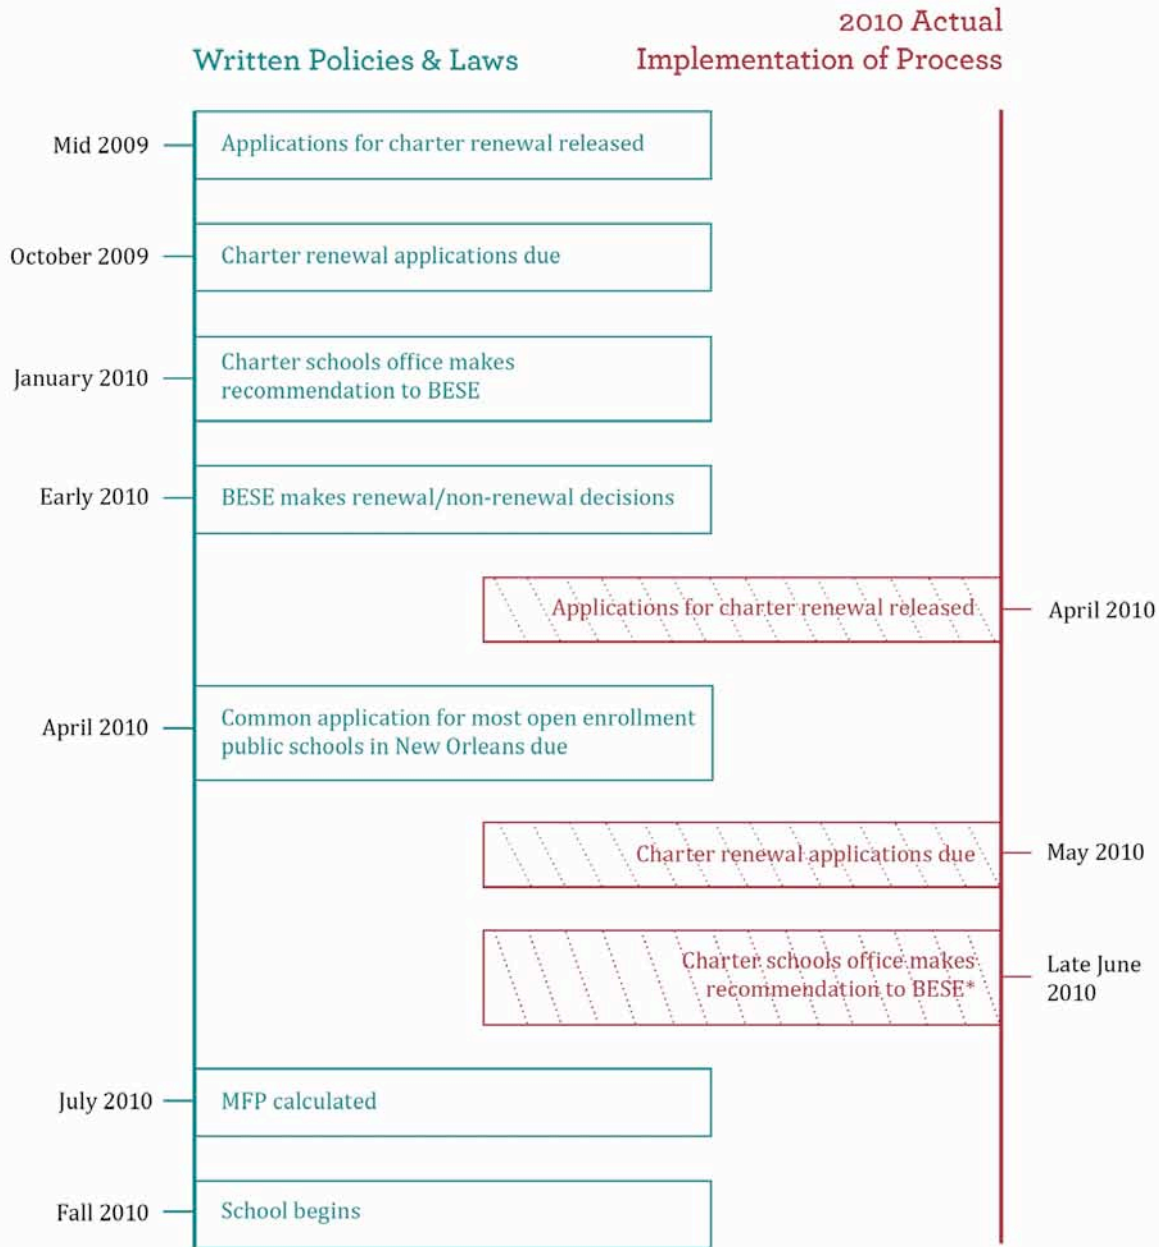 2010 Actual
Written Policies & Laws
Implementation of Process
Mid 2009
Applications for charter renewal released
October 2009
Charter renewal applications due
January 2010
Charter schools office makes
recommendation to BESE
Early 2010
BESE makes renewal/non-renewal decisions
Applications for charter renewal released
April 2010
April 2010
Common application for most open enrollment
public schools in New Orleans due
Charter renewal applications due
May 2010
Charter schools office makes
recommendation to BESE*
Late June
2010
July 2010
MFP calculated
Fall 2010
School begins